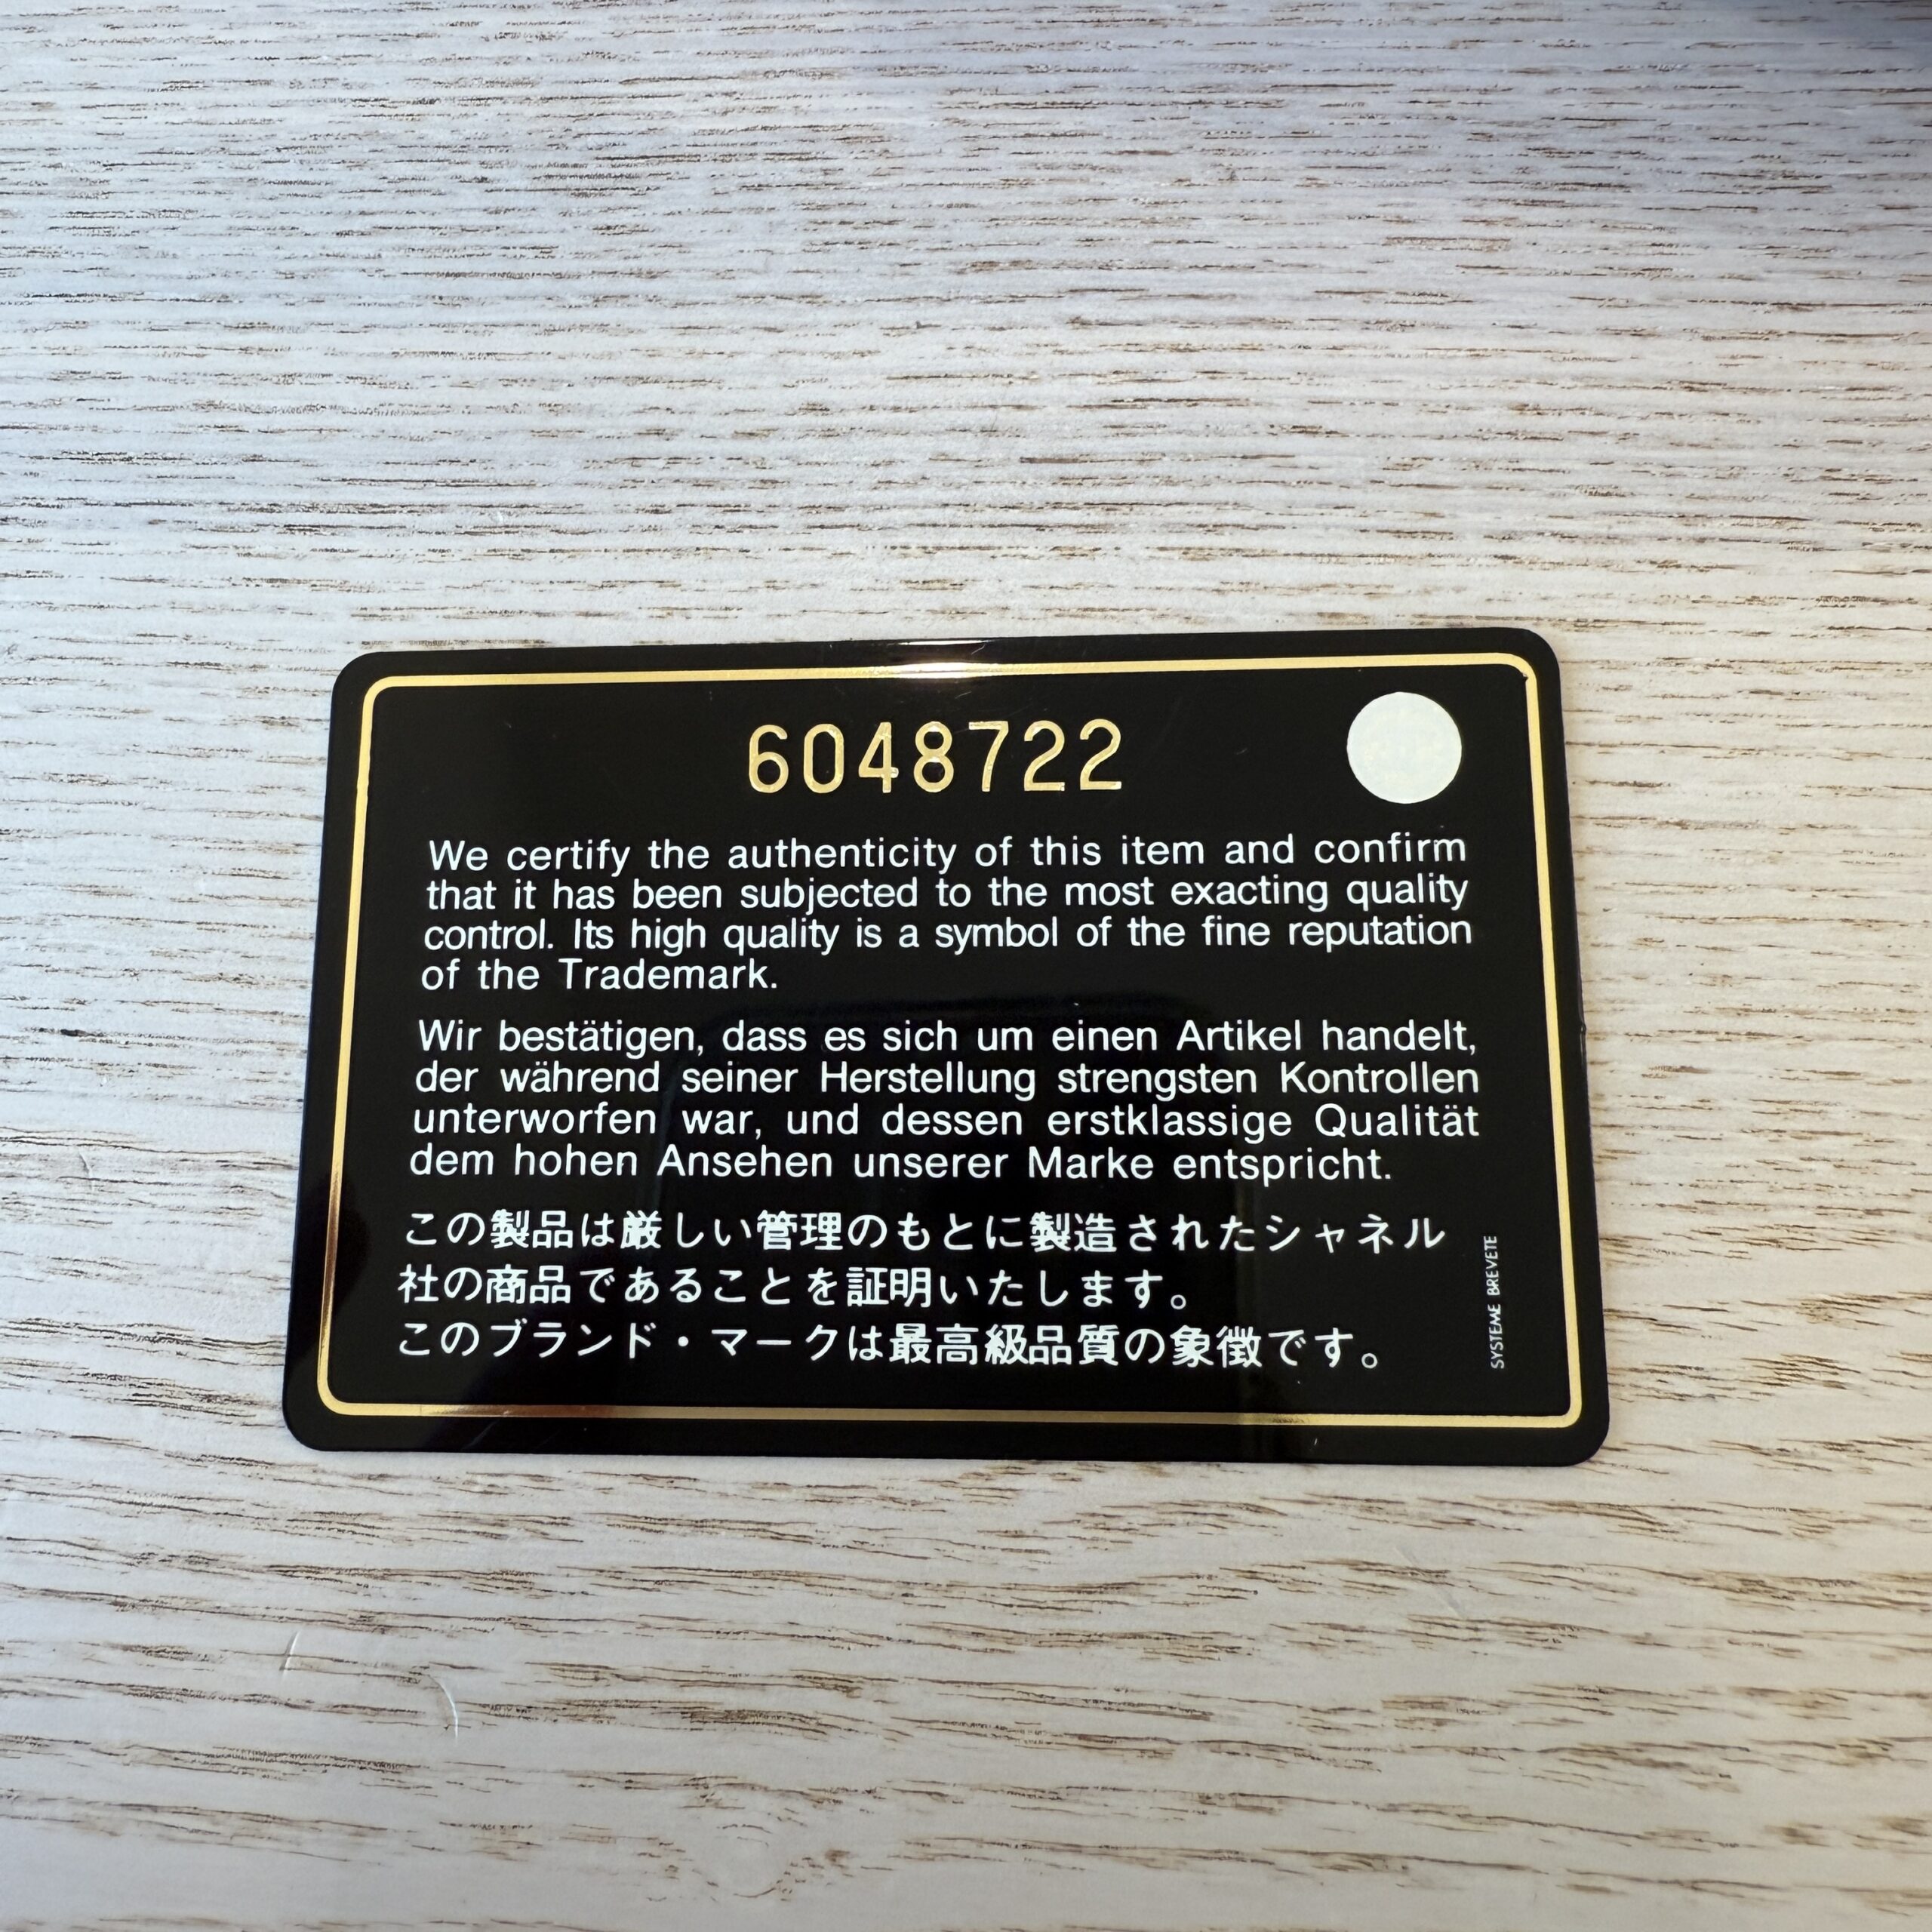 6048722
We certify the authenticity of this item and confirm
that it has been subjected to the most exacting quality
control. Its high quality is a symbol of the fine reputation
of the Trademark.
Wir bestätigen, dass es sich um einen Artikel handelt,
der während seiner Herstellung strengsten Kontrollen
unterworfen war, und dessen erstklassige Qualität
dem hohen Ansehen unserer Marke entspricht.
この製品は厳しい管理のもとに製造されたシャネル
社の商品であることを証明いたします。
このブランド・マークは最高級品質の象徴です。
SYSTEME BREVETE